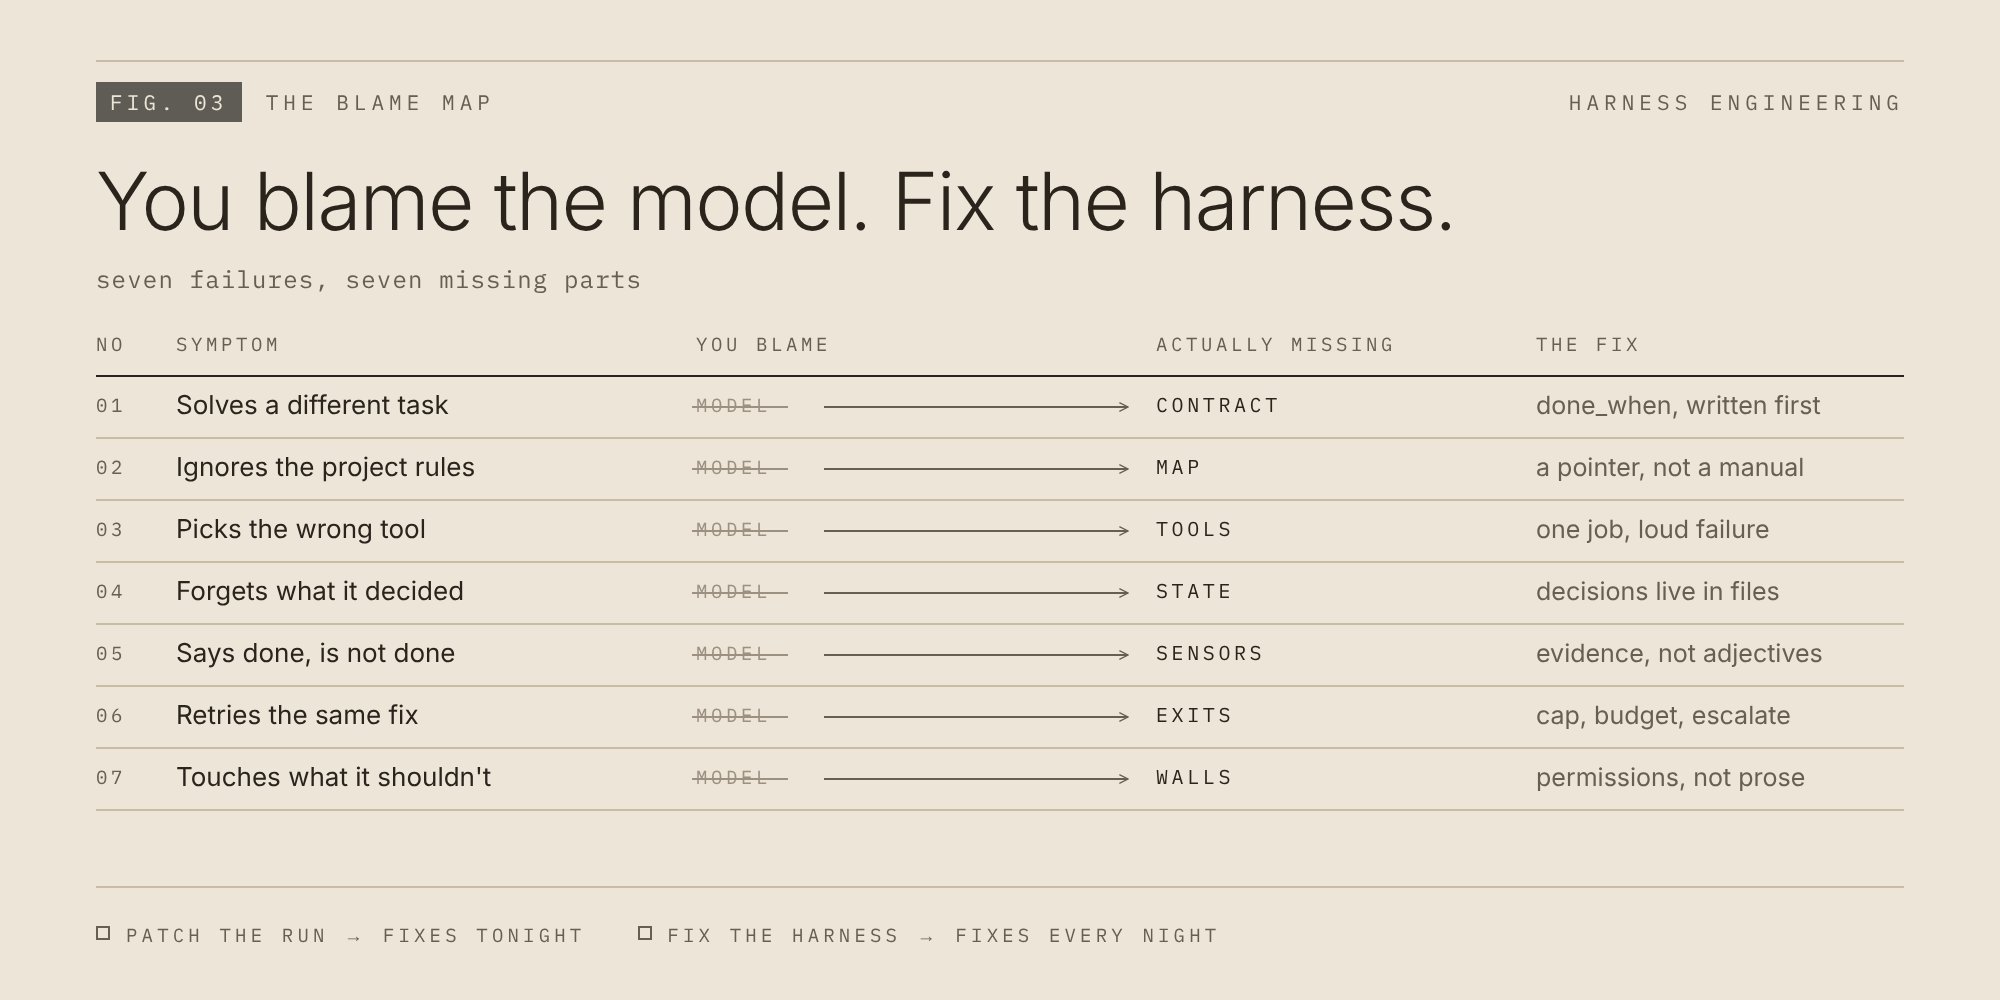 FIG. 03 THE BLAME MAP HARNESS ENGINEERING
You blame the model. Fix the harness.
seven failures, seven missing parts
NO SYMPTOM YOU BLAME ACTUALLY MISSING THE FIX
01 Solves a different task MODEL → CONTRACT done_when, written first
02 Ignores the project rules MODEL → MAP a pointer, not a manual
03 Picks the wrong tool MODEL → TOOLS one job, loud failure
04 Forgets what it decided MODEL → STATE decisions live in files
05 Says done, is not done MODEL → SENSORS evidence, not adjectives
06 Retries the same fix MODEL → EXITS cap, budget, escalate
07 Touches what it shouldn't MODEL → WALLS permissions, not prose
PATCH THE RUN → FIXES TONIGHT FIX THE HARNESS → FIXES EVERY NIGHT